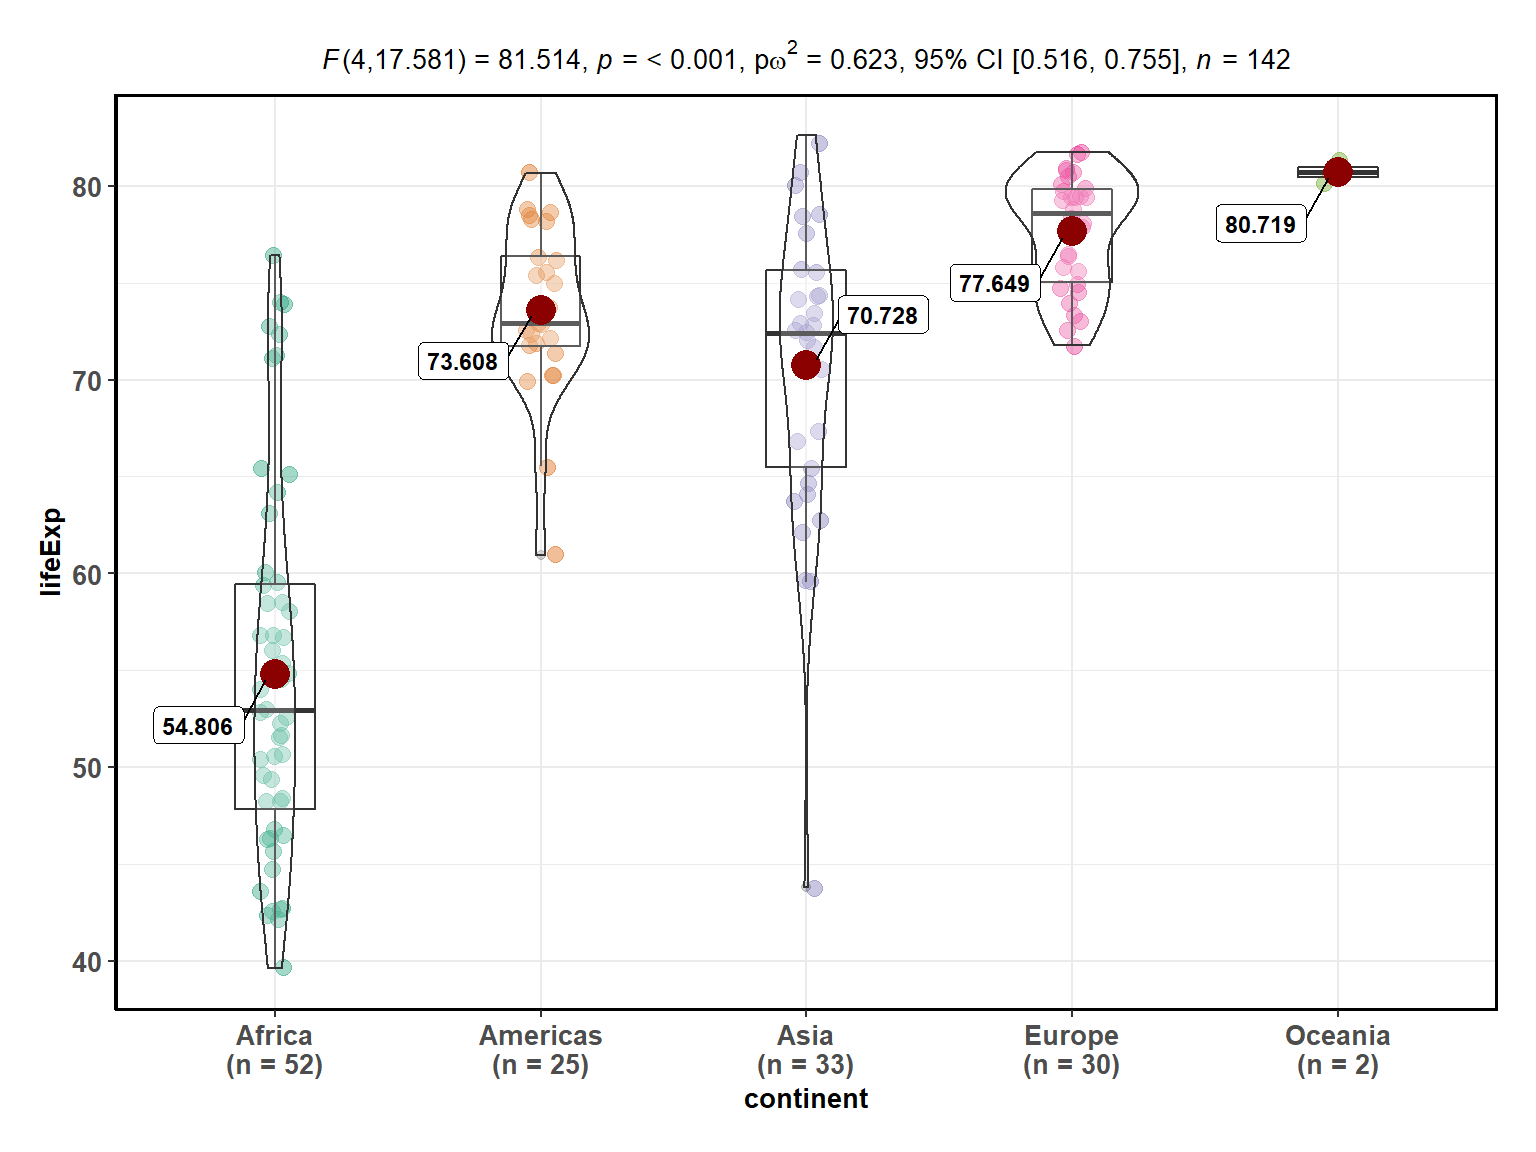 F(4,17.581) = 81.514, p = < 0.001, pω² = 0.623, 95% CI [0.516, 0.755], n = 142
80
70
60
50
40
lifeExp
54.806
73.608
70.728
77.649
80.719
Africa Americas Asia Europe Oceania
(n = 52) (n = 25) (n = 33) (n = 30) (n = 2)
continent